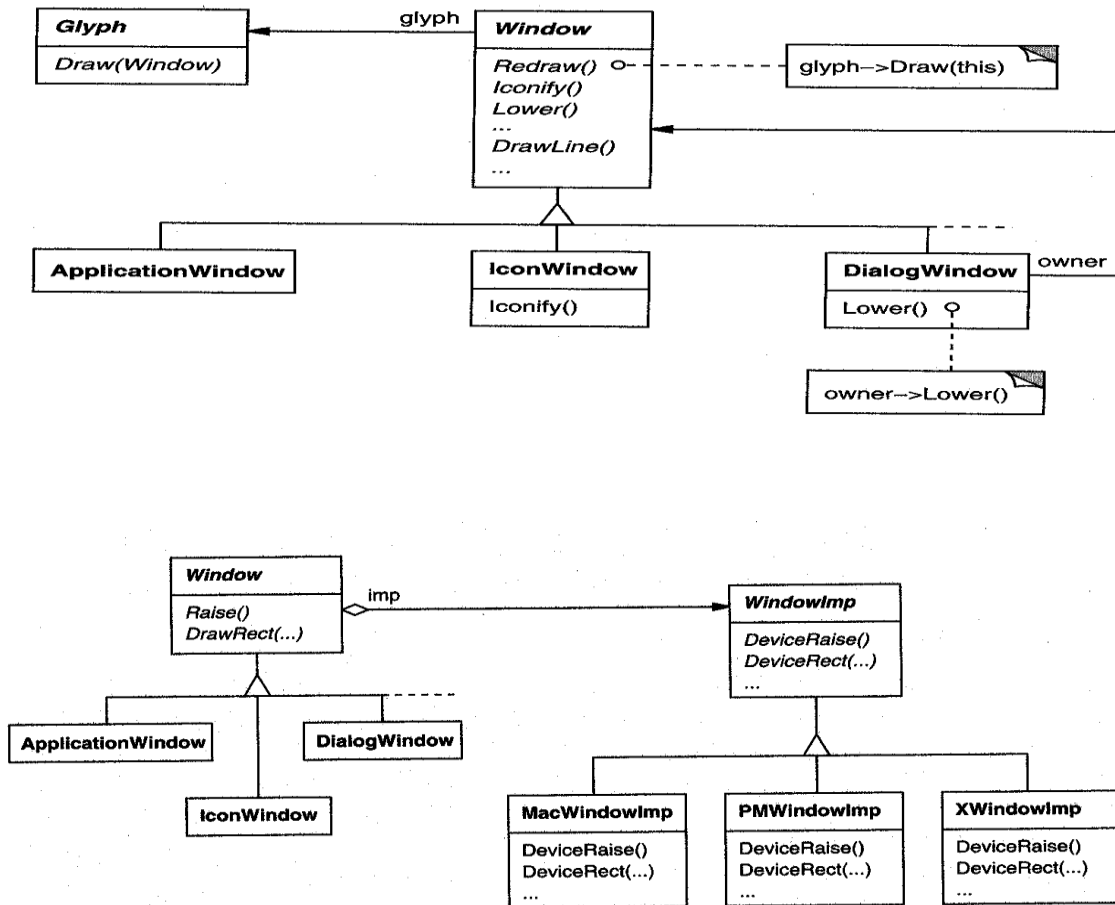 glyph
Glyph
Draw(Window)
Window
Redraw()
Iconify()
Lower()
...
DrawLine()
...
glyph–>Draw(this)
ApplicationWindow
IconWindow
Iconify()
DialogWindow
Lower()
owner
owner–>Lower()
Window
Raise()
DrawRect(...)
imp
WindowImp
DeviceRaise()
DeviceRect(...)
...
ApplicationWindow
DialogWindow
IconWindow
MacWindowImp
DeviceRaise()
DeviceRect(...)
...
PMWindowImp
DeviceRaise()
DeviceRect(...)
...
XWindowImp
DeviceRaise()
DeviceRect(...)
...